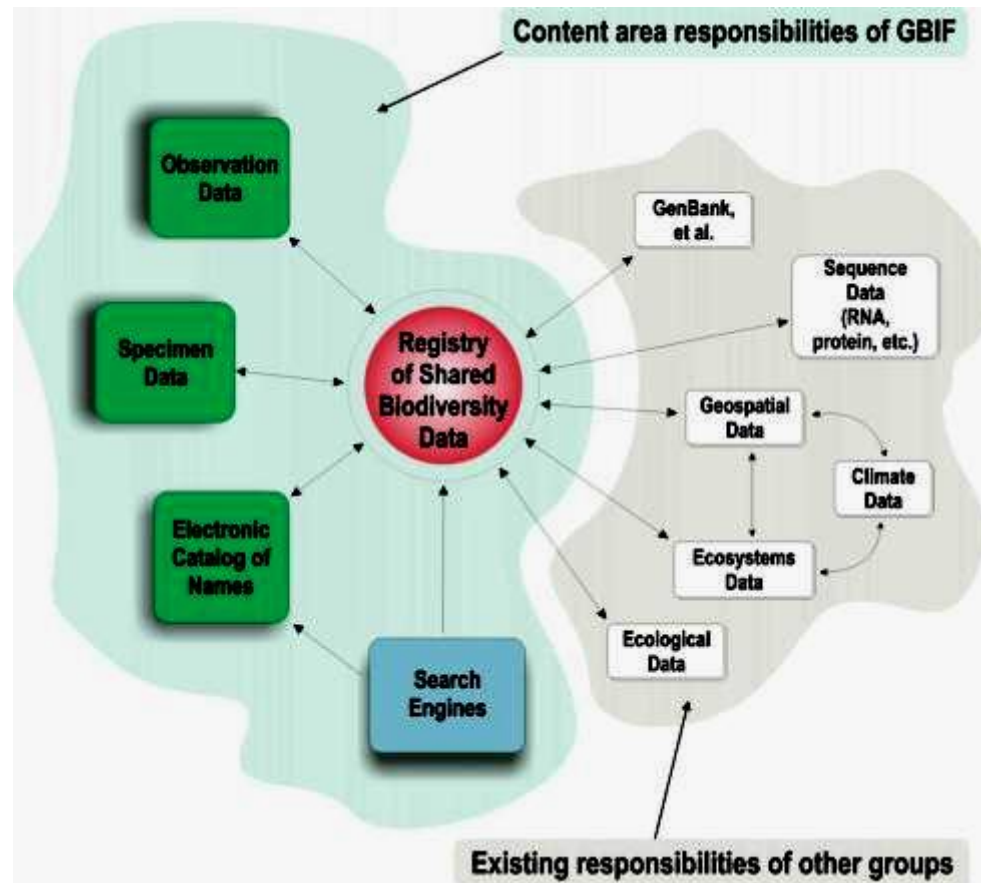 Content area responsibilities of GBIF
Observation
Data
GenBank,
et al.
Sequence
Data
(RNA,
protein, etc.)
Specimen
Data
Registry
of Shared
Biodiversity
Data
Geospatial
Data
Climate
Data
Electronic
Catalog of
Names
Ecosystems
Data
Ecological
Data
Search
Engines
Existing responsibilities of other groups